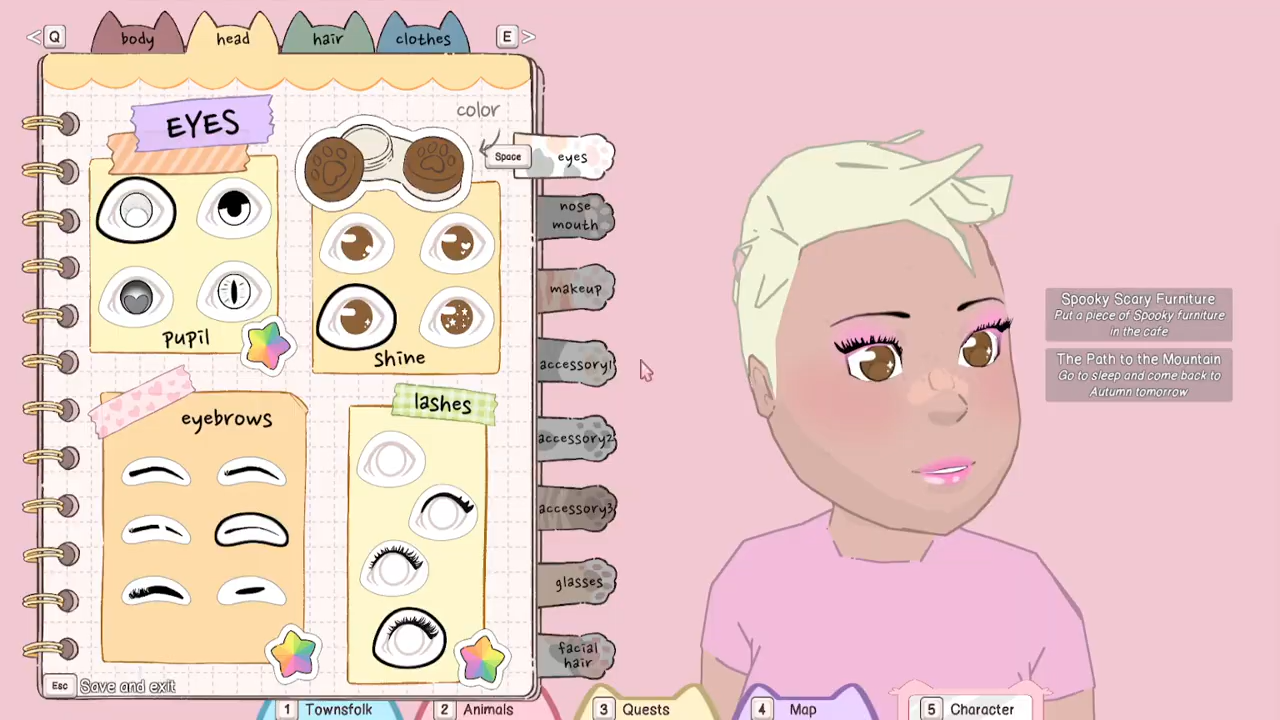 Q
body
head
hair
clothes
E
EYES
color
Space
eyes
pupil
shine
nose
mouth
makeup
accessory1
eyebrows
lashes
accessory2
accessory3
glasses
facial
hair
Spooky Scary Furniture
Put a piece of Spooky furniture
in the cafe
The Path to the Mountain
Go to sleep and come back to
Autumn tomorrow
Esc Save and exit
1 Townsfolk
2 Animals
3 Quests
4 Map
5 Character